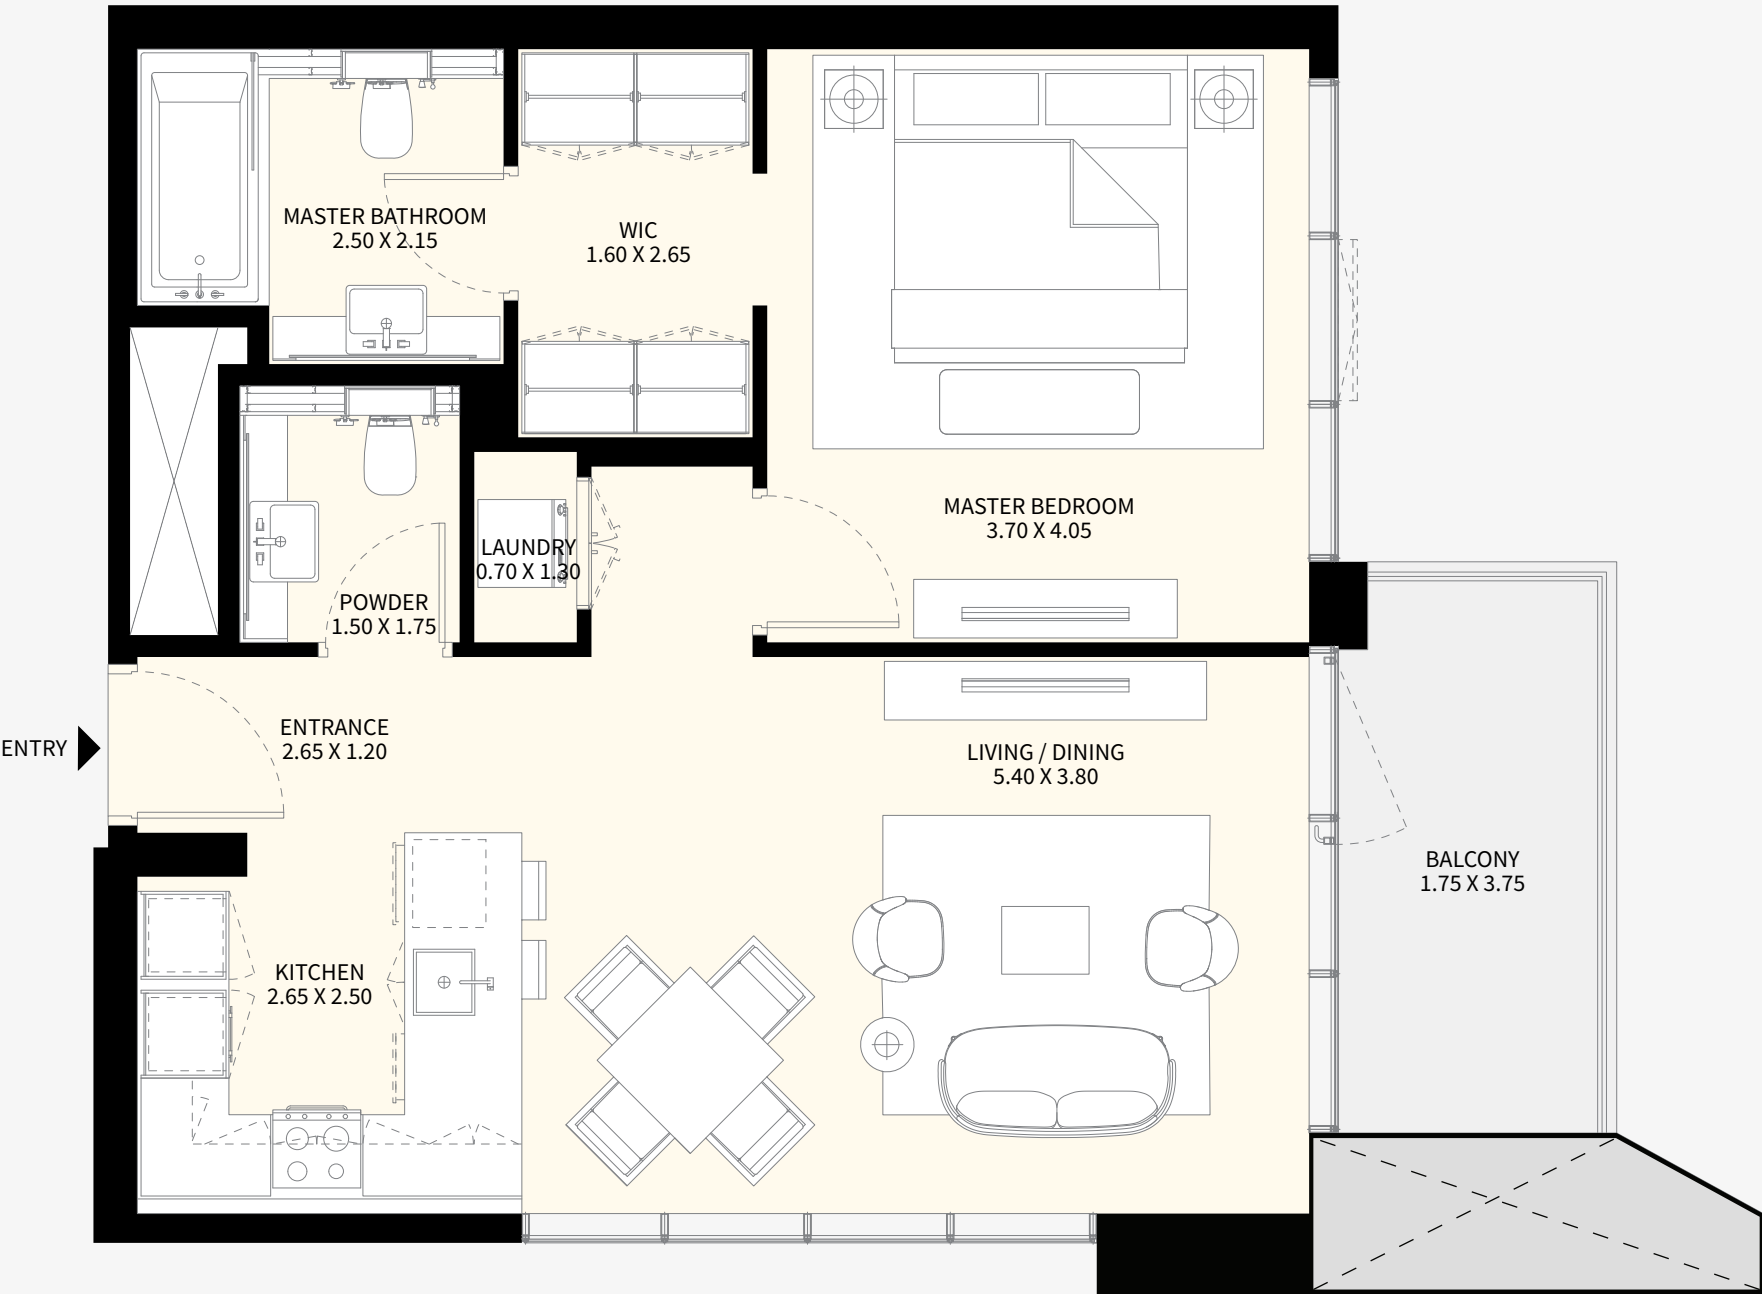 MASTER BATHROOM
2.50 X 2.15
WIC
1.60 X 2.65
MASTER BEDROOM
3.70 X 4.05
LAUNDRY
0.70 X 1.30
POWDER
1.50 X 1.75
ENTRY
ENTRANCE
2.65 X 1.20
LIVING / DINING
5.40 X 3.80
BALCONY
1.75 X 3.75
KITCHEN
2.65 X 2.50